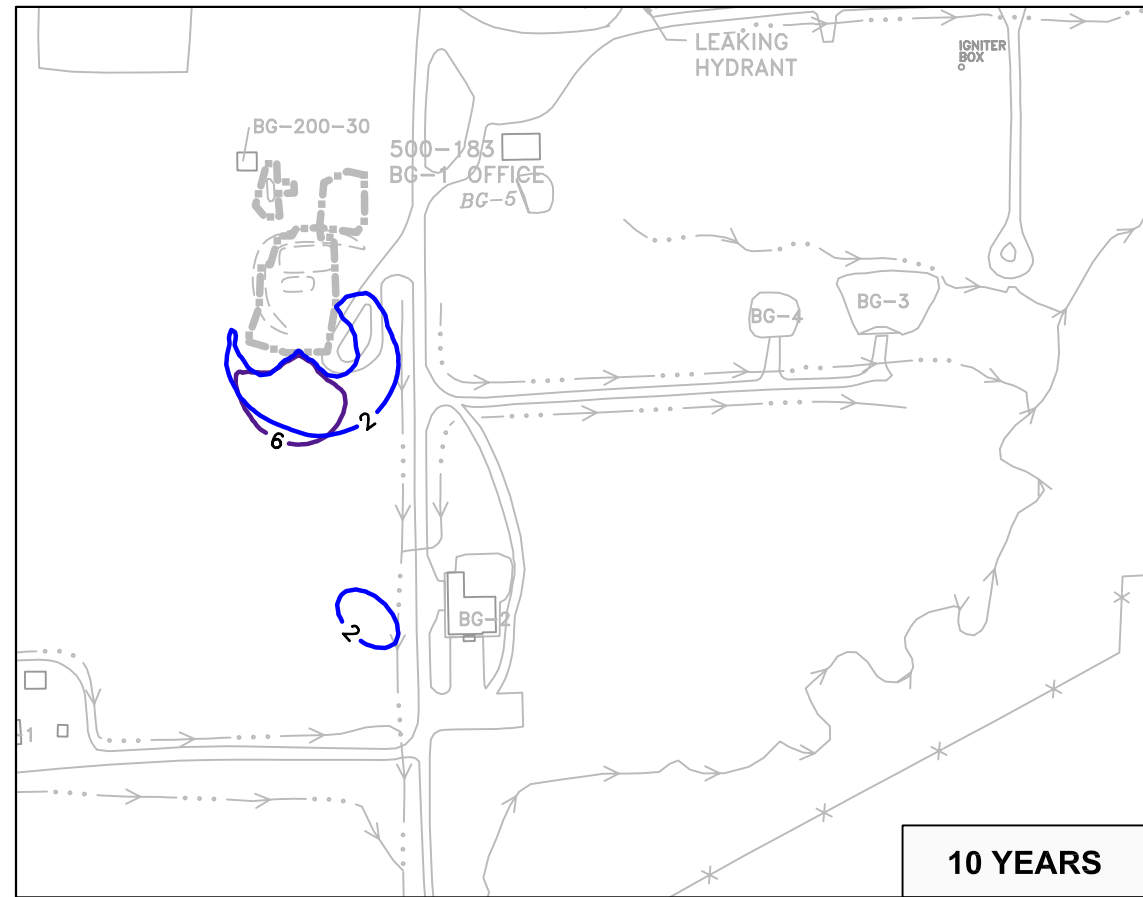 LEAKING
HYDRANT
IGNITER
BOX
BG-200-30
500-183
BG-1 OFFICE
BG-5
BG-3
BG-4
2
6
BG-2
2
1
10 YEARS